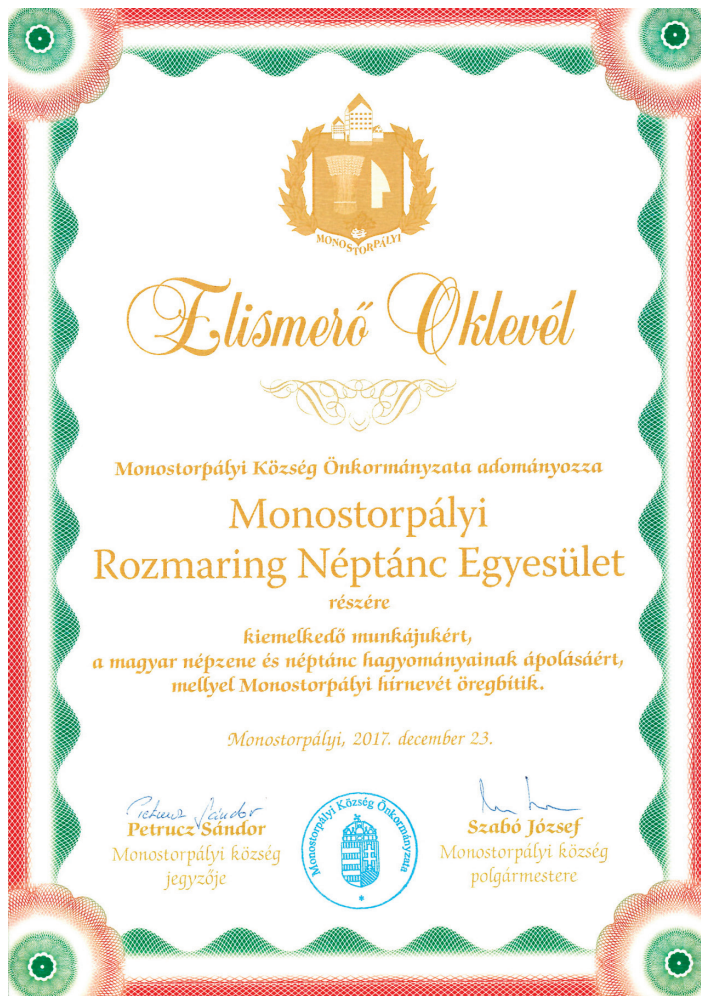 MONOSTORPÁLYI
Elismerő Oklevél
Monostorpályi Község Önkormányzata adományozza
Monostorpályi
Rozmaring Néptánc Egyesület
részére
kiemelkedő munkájukért,
a magyar népzene és néptánc hagyományainak ápolásáért,
mellyel Monostorpályi hírnevét öregbítik.
Monostorpályi, 2017. december 23.
Petrucz Sándor
Petrucz Sándor
Monostorpályi község
jegyzője
Monostorpályi Község Önkormányzata
*
Szabó József
Monostorpályi község
polgármestere